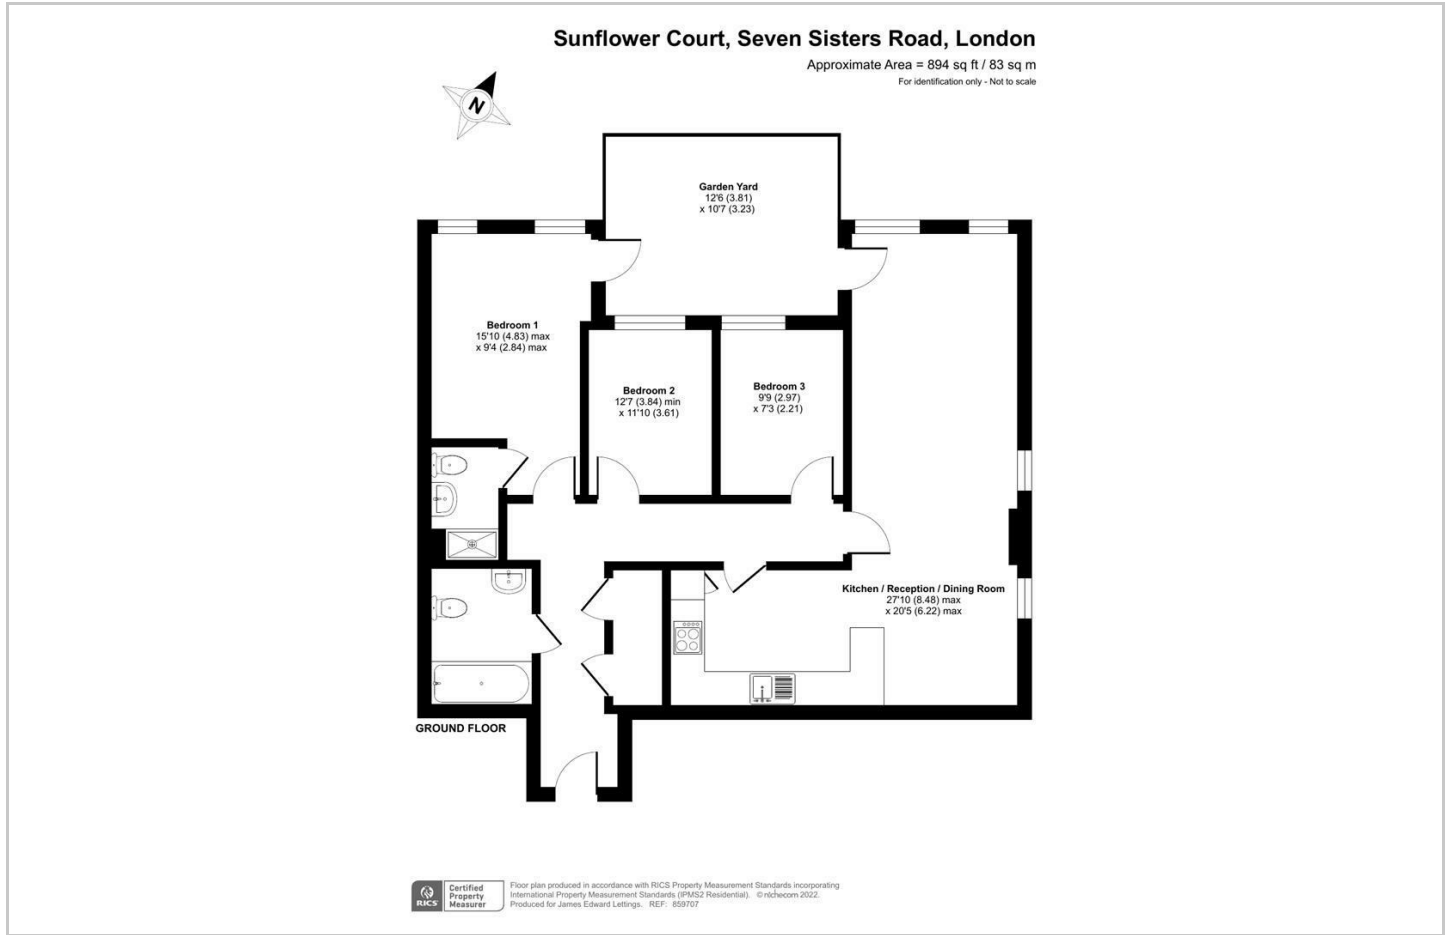 Sunflower Court, Seven Sisters Road, London
Approximate Area = 894 sq ft / 83 sq m
For identification only - Not to scale
N
Garden Yard
12'6 (3.81)
x 10'7 (3.23)
Bedroom 1
15'10 (4.83) max
x 9'4 (2.84) max
Bedroom 2
12'7 (3.84) min
x 11'10 (3.61)
Bedroom 3
9'9 (2.97)
x 7'3 (2.21)
Kitchen / Reception / Dining Room
27'10 (8.48) max
x 20'5 (6.22) max
GROUND FLOOR
RICS
Certified
Property
Measurer
Floor plan produced in accordance with RICS Property Measurement Standards incorporating
International Property Measurement Standards (IPMS2 Residential). © nichecom 2022.
Produced for James Edward Lettings. REF: 859707